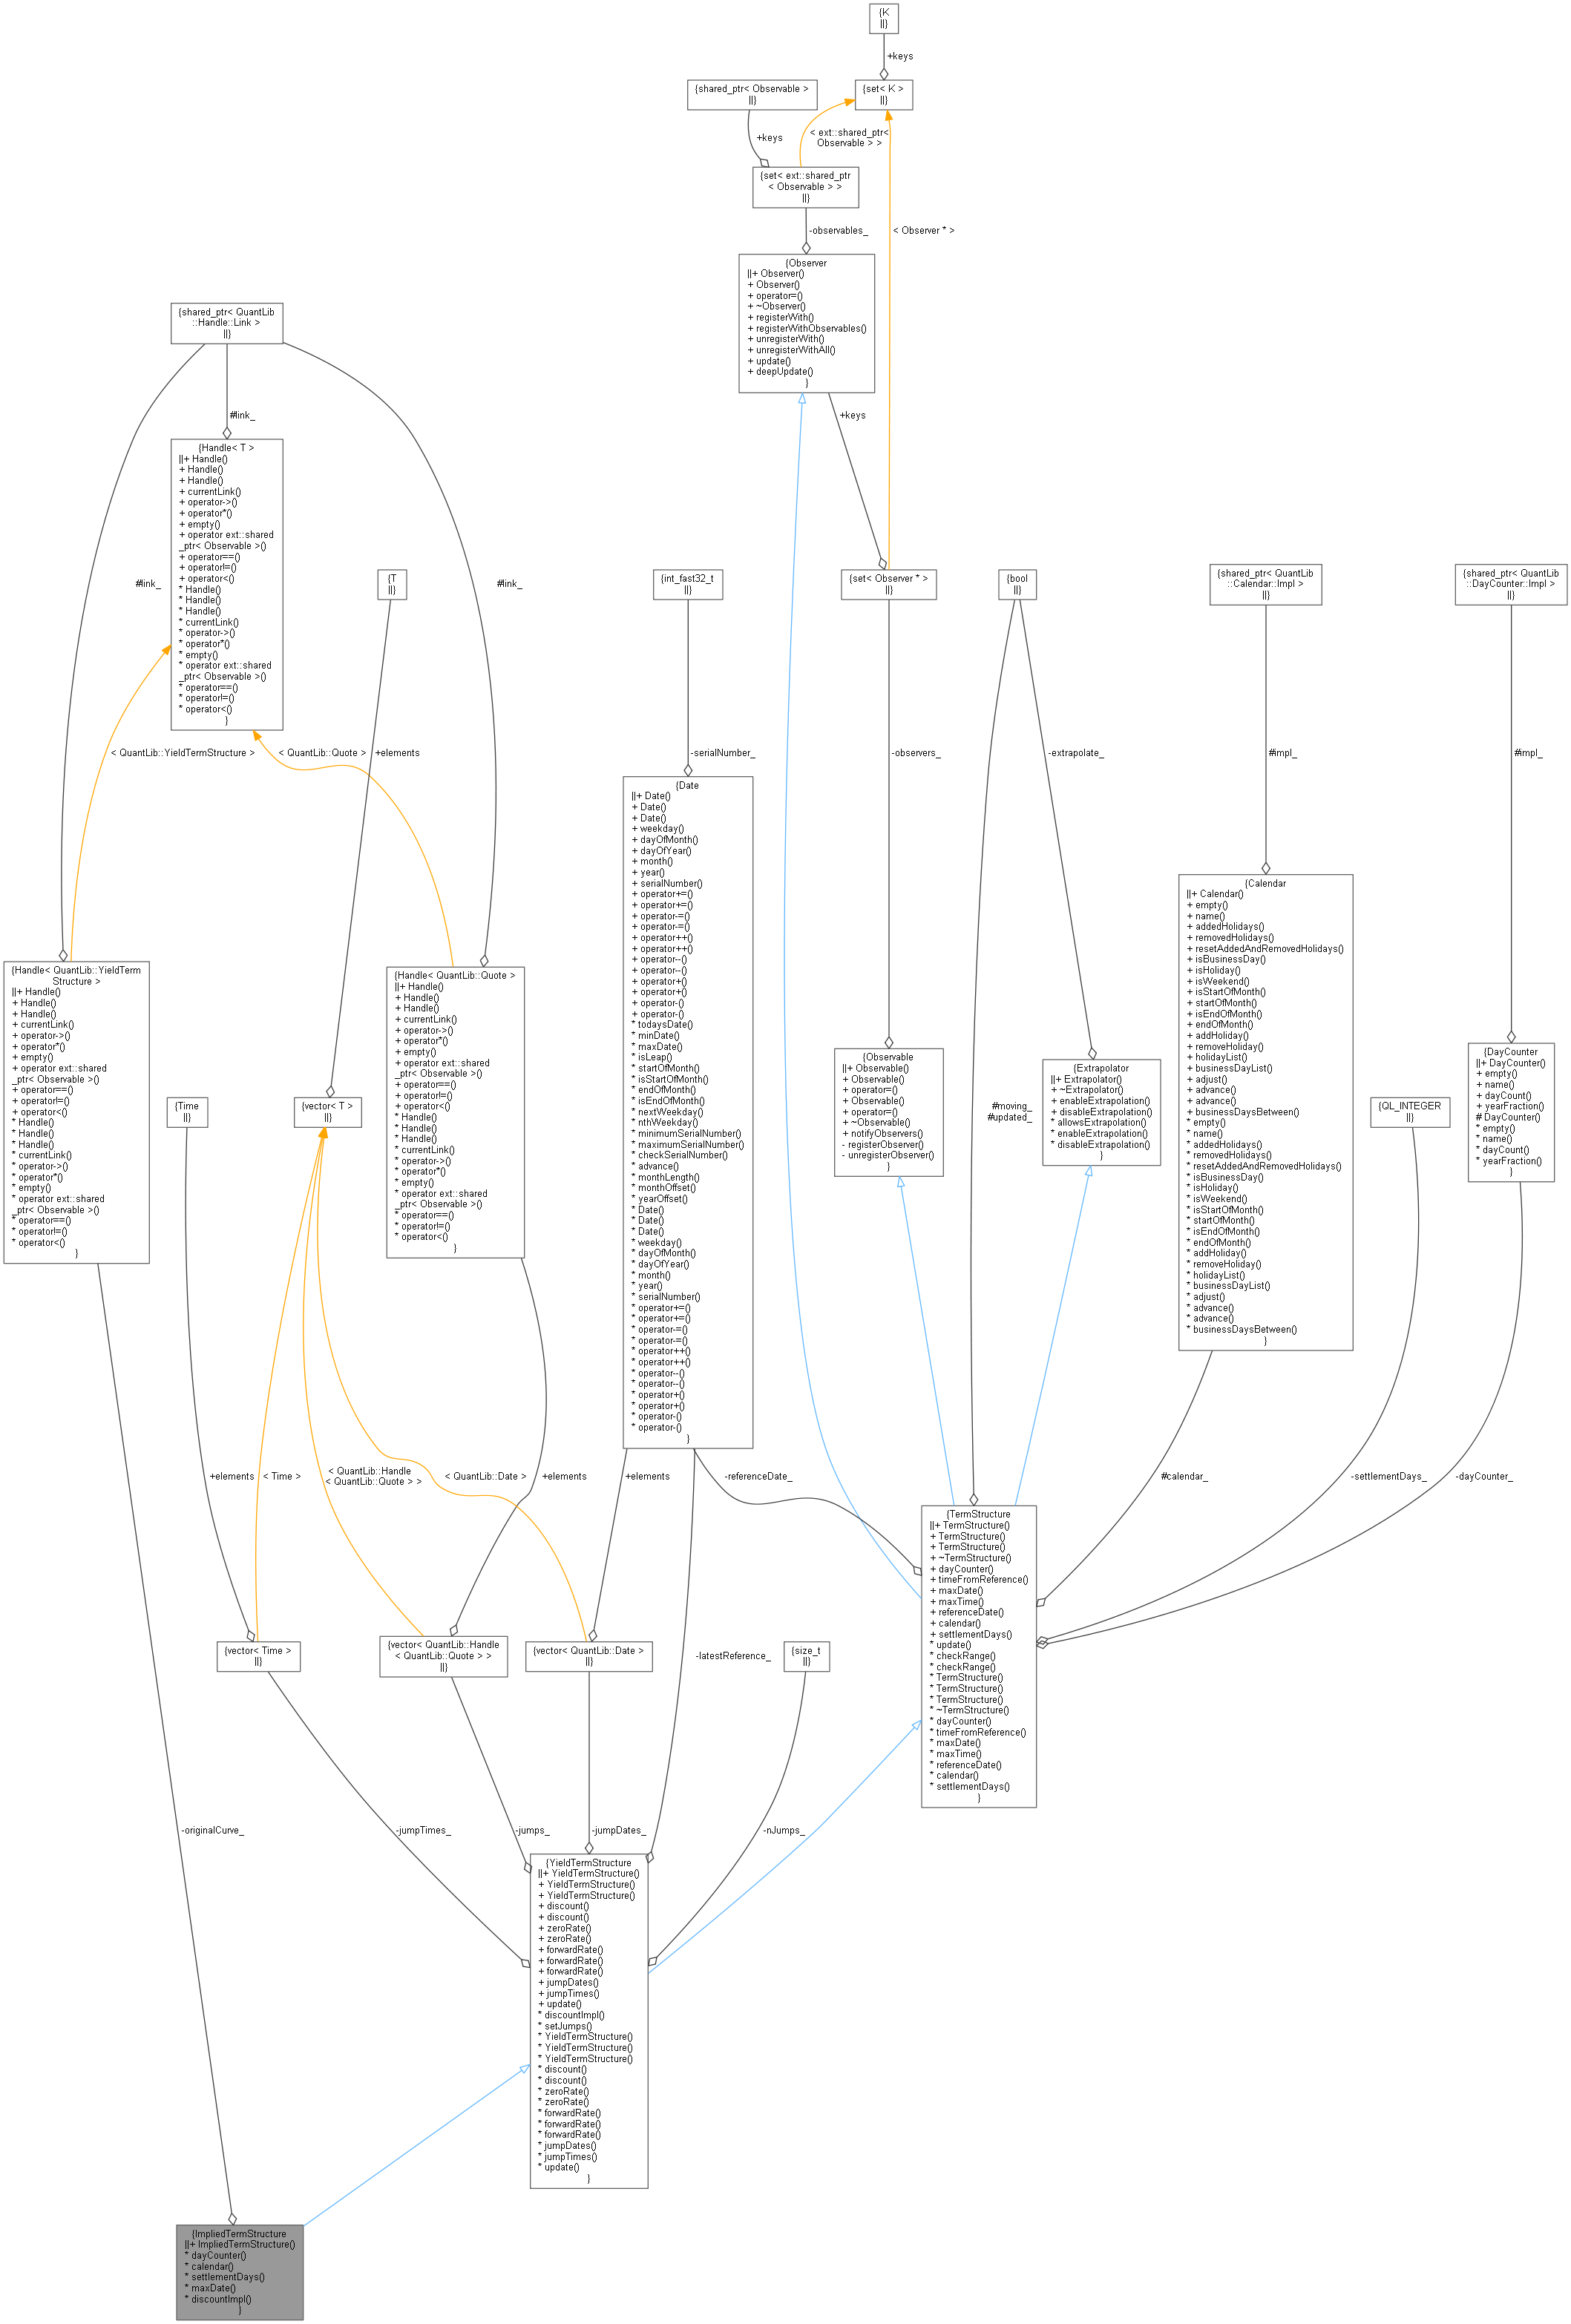 {K
||}
+keys
{shared_ptr< Observable >
||}
{set< K >
||}
+keys
< ext::shared_ptr<
Observable > >
{set< ext::shared_ptr
< Observable > >
||}
-observables_
< Observer * >
{Observer
||+ Observer()
+ Observer()
+ operator=()
+ ~Observer()
+ registerWith()
+ registerWithObservables()
+ unregisterWith()
+ unregisterWithAll()
+ update()
+ deepUpdate()
}
{shared_ptr< QuantLib
::Handle::Link >
||}
#link_
+keys
{Handle< T >
||+ Handle()
+ Handle()
+ Handle()
+ currentLink()
+ operator->()
+ operator*()
+ empty()
+ operator ext::shared
_ptr< Observable >()
+ operator==()
+ operator!=()
+ operator<()
* Handle()
* Handle()
* Handle()
* currentLink()
* operator->()
* operator*()
* empty()
* operator ext::shared
_ptr< Observable >()
* operator==()
* operator!=()
* operator<()
}
#link_
{T
||}
#link_
{int_fast32_t
||}
{set< Observer * >
||}
{bool
||}
{shared_ptr< QuantLib
::Calendar::Impl >
||}
{shared_ptr< QuantLib
::DayCounter::Impl >
||}
< QuantLib::YieldTermStructure >
< QuantLib::Quote >
+elements
-serialNumber_
-observers_
-extrapolate_
#impl_
#impl_
{Date
||+ Date()
+ Date()
+ Date()
+ weekday()
+ dayOfMonth()
+ dayOfYear()
+ month()
+ year()
+ serialNumber()
+ operator+=()
+ operator+=()
+ operator-=()
+ operator-=()
+ operator++()
+ operator++()
+ operator--()
+ operator--()
+ operator+()
+ operator+()
+ operator-()
+ operator-()
* todaysDate()
* minDate()
* maxDate()
* isLeap()
* startOfMonth()
* isStartOfMonth()
* endOfMonth()
* isEndOfMonth()
* nextWeekday()
* nthWeekday()
* minimumSerialNumber()
* maximumSerialNumber()
* checkSerialNumber()
* advance()
* monthLength()
* monthOffset()
* yearOffset()
* Date()
* Date()
* Date()
* weekday()
* dayOfMonth()
* dayOfYear()
* month()
* year()
* serialNumber()
* operator+=()
* operator+=()
* operator-=()
* operator-=()
* operator++()
* operator++()
* operator--()
* operator--()
* operator+()
* operator+()
* operator-()
* operator-()
}
{Calendar
||+ Calendar()
+ empty()
+ name()
+ addedHolidays()
+ removedHolidays()
+ resetAddedAndRemovedHolidays()
+ isBusinessDay()
+ isHoliday()
+ isWeekend()
+ isStartOfMonth()
+ startOfMonth()
+ isEndOfMonth()
+ endOfMonth()
+ addHoliday()
+ removeHoliday()
+ holidayList()
+ businessDayList()
+ adjust()
+ advance()
+ advance()
+ businessDaysBetween()
* empty()
* name()
* addedHolidays()
* removedHolidays()
* resetAddedAndRemovedHolidays()
* isBusinessDay()
* isHoliday()
* isWeekend()
* isStartOfMonth()
* startOfMonth()
* isEndOfMonth()
* endOfMonth()
* addHoliday()
* removeHoliday()
* holidayList()
* businessDayList()
* adjust()
* advance()
* advance()
* businessDaysBetween()
}
{Handle< QuantLib::YieldTerm
Structure >
||+ Handle()
+ Handle()
+ Handle()
+ currentLink()
+ operator->()
+ operator*()
+ empty()
+ operator ext::shared
_ptr< Observable >()
+ operator==()
+ operator!=()
+ operator<()
* Handle()
* Handle()
* Handle()
* currentLink()
* operator->()
* operator*()
* empty()
* operator ext::shared
_ptr< Observable >()
* operator==()
* operator!=()
* operator<()
}
{Handle< QuantLib::Quote >
||+ Handle()
+ Handle()
+ Handle()
+ currentLink()
+ operator->()
+ operator*()
+ empty()
+ operator ext::shared
_ptr< Observable >()
+ operator==()
+ operator!=()
+ operator<()
* Handle()
* Handle()
* Handle()
* currentLink()
* operator->()
* operator*()
* empty()
* operator ext::shared
_ptr< Observable >()
* operator==()
* operator!=()
* operator<()
}
{Time
||}
{vector< T >
||}
{Observable
||+ Observable()
+ Observable()
+ operator=()
+ Observable()
+ operator=()
+ ~Observable()
+ notifyObservers()
- registerObserver()
- unregisterObserver()
}
#moving_
#updated_
{Extrapolator
||+ Extrapolator()
+ ~Extrapolator()
+ enableExtrapolation()
+ disableExtrapolation()
* allowsExtrapolation()
* enableExtrapolation()
* disableExtrapolation()
}
{QL_INTEGER
||}
{DayCounter
||+ DayCounter()
+ empty()
+ name()
+ dayCount()
+ yearFraction()
# DayCounter()
* empty()
* name()
* dayCount()
* yearFraction()
}
+elements
< Time >
< QuantLib::Handle
< QuantLib::Quote > >
< QuantLib::Date >
+elements
+elements
-referenceDate_
#calendar_
-settlementDays_
-dayCounter_
{TermStructure
||+ TermStructure()
+ TermStructure()
+ TermStructure()
+ ~TermStructure()
+ dayCounter()
+ timeFromReference()
+ maxDate()
+ maxTime()
+ referenceDate()
+ calendar()
+ settlementDays()
* update()
* checkRange()
* checkRange()
* TermStructure()
* TermStructure()
* TermStructure()
* ~TermStructure()
* dayCounter()
* timeFromReference()
* maxDate()
* maxTime()
* referenceDate()
* calendar()
* settlementDays()
}
{vector< Time >
||}
{vector< QuantLib::Handle
< QuantLib::Quote > >
||}
{vector< QuantLib::Date >
||}
-latestReference_
{size_t
||}
-originalCurve_
-jumpTimes_
-jumps_
-jumpDates_
-nJumps_
{YieldTermStructure
||+ YieldTermStructure()
+ YieldTermStructure()
+ YieldTermStructure()
+ discount()
+ discount()
+ zeroRate()
+ zeroRate()
+ forwardRate()
+ forwardRate()
+ forwardRate()
+ jumpDates()
+ jumpTimes()
+ update()
* discountImpl()
* setJumps()
* YieldTermStructure()
* YieldTermStructure()
* YieldTermStructure()
* discount()
* discount()
* zeroRate()
* zeroRate()
* forwardRate()
* forwardRate()
* forwardRate()
* jumpDates()
* jumpTimes()
* update()
}
{ImpliedTermStructure
||+ ImpliedTermStructure()
* dayCounter()
* calendar()
* settlementDays()
* maxDate()
* discountImpl()
}